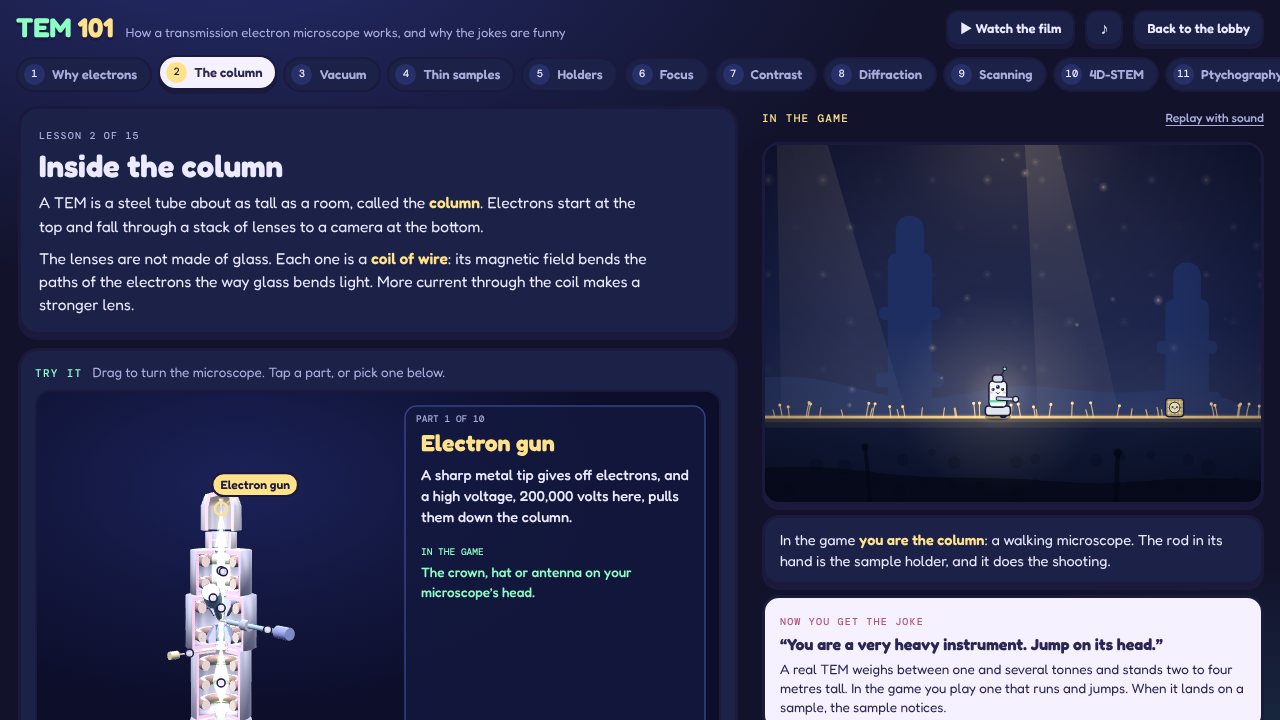 TEM 101
How a transmission electron microscope works, and why the jokes are funny
▶ Watch the film
♪
Back to the lobby
1 Why electrons
2 The column
3 Vacuum
4 Thin samples
5 Holders
6 Focus
7 Contrast
8 Diffraction
9 Scanning
10 4D-STEM
11 Ptychography
LESSON 2 OF 15
Inside the column
A TEM is a steel tube about as tall as a room, called the column. Electrons start at the
top and fall through a stack of lenses to a camera at the bottom.
The lenses are not made of glass. Each one is a coil of wire: its magnetic field bends the
paths of the electrons the way glass bends light. More current through the coil makes a
stronger lens.
TRY IT Drag to turn the microscope. Tap a part, or pick one below.
Electron gun
PART 1 OF 10
Electron gun
A sharp metal tip gives off electrons, and
a high voltage, 200,000 volts here, pulls
them down the column.
IN THE GAME
The crown, hat or antenna on your
microscope's head.
IN THE GAME
Replay with sound
In the game you are the column: a walking microscope. The rod in its
hand is the sample holder, and it does the shooting.
NOW YOU GET THE JOKE
“You are a very heavy instrument. Jump on its head.”
A real TEM weighs between one and several tonnes and stands two to four
metres tall. In the game you play one that runs and jumps. When it lands on a
sample, the sample notices.